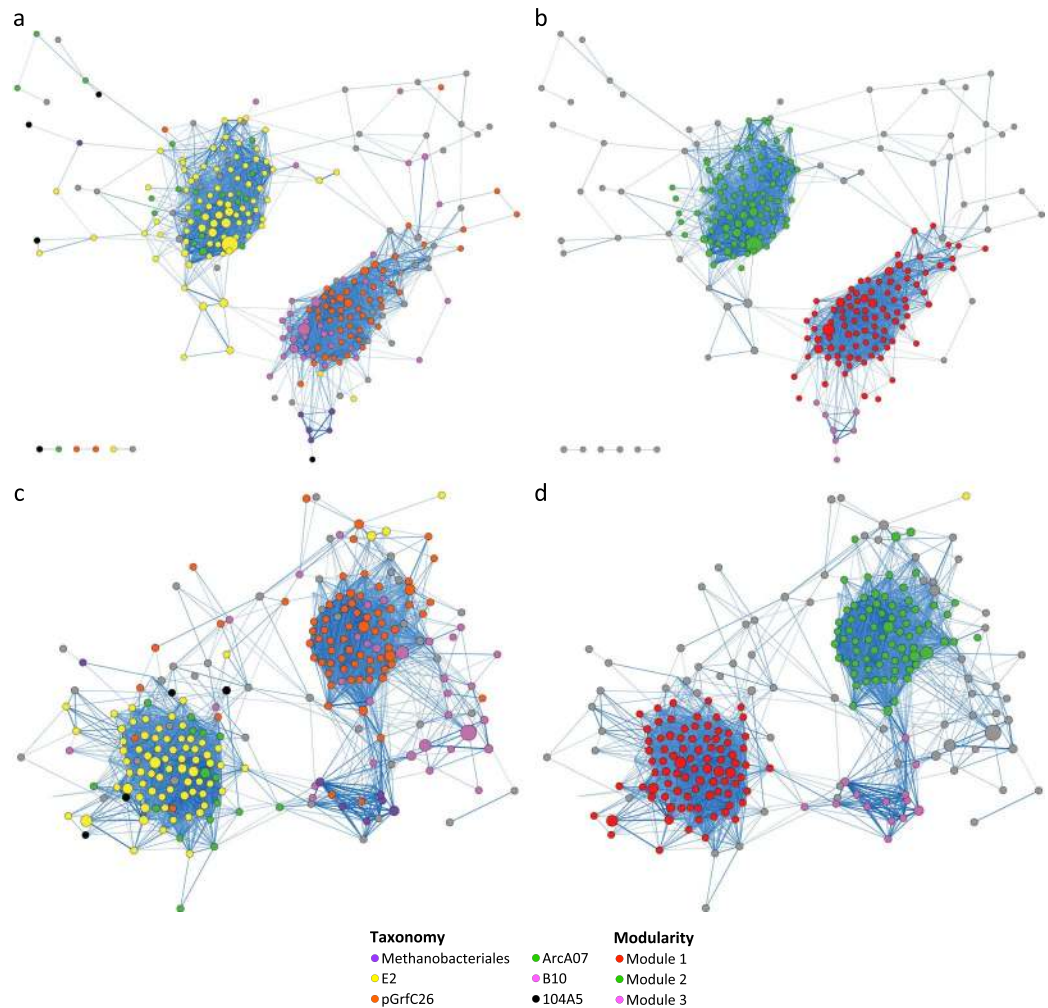 a
b
c
d
Taxonomy
Modularity
Methanobacteriales
ArcA07
Module 1
E2
B10
Module 2
pGrfC26
104A5
Module 3